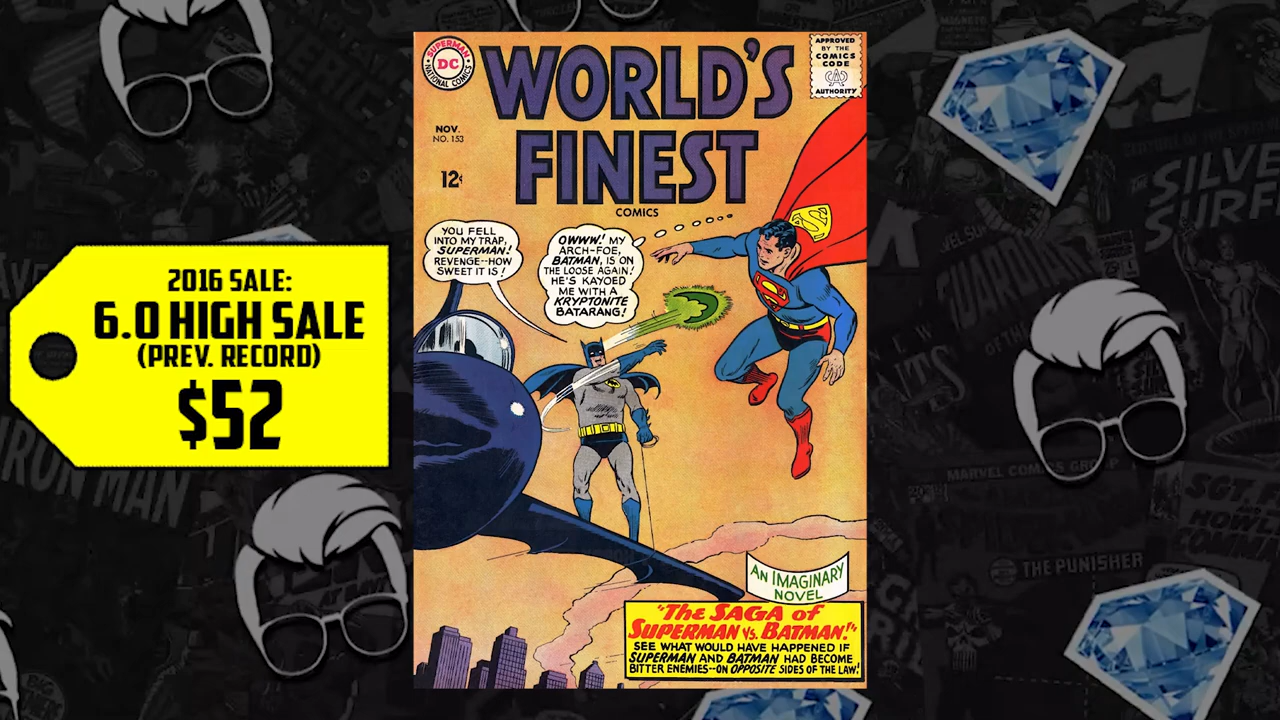 2016 SALE:
6.0 HIGH SALE
(PREV. RECORD)
$52
SUPERMAN
DC
NATIONAL COMICS
WORLD'S
FINEST
COMICS
NOV.
NO. 153
12¢
APPROVED
BY THE
COMICS
CODE
CA
AUTHORITY
YOU FELL
INTO MY TRAP,
SUPERMAN!
REVENGE--HOW
SWEET IT IS!
OWWW! MY
ARCH-FOE,
BATMAN, IS ON
THE LOOSE AGAIN!
HE'S KAYOED
ME WITH A
KRYPTONITE
BATARANG!
S
S
AN IMAGINARY
NOVEL
"THE SAGA of
SUPERMAN VS. BATMAN!"
SEE WHAT WOULD HAVE HAPPENED IF
SUPERMAN AND BATMAN HAD BECOME
BITTER ENEMIES--ON OPPOSITE SIDES OF THE LAW!
IRON MAN
SILVE
SURF
MARVEL COMICS GROUP
THE PUNISHER
SGT. F
HOWL
COMMA